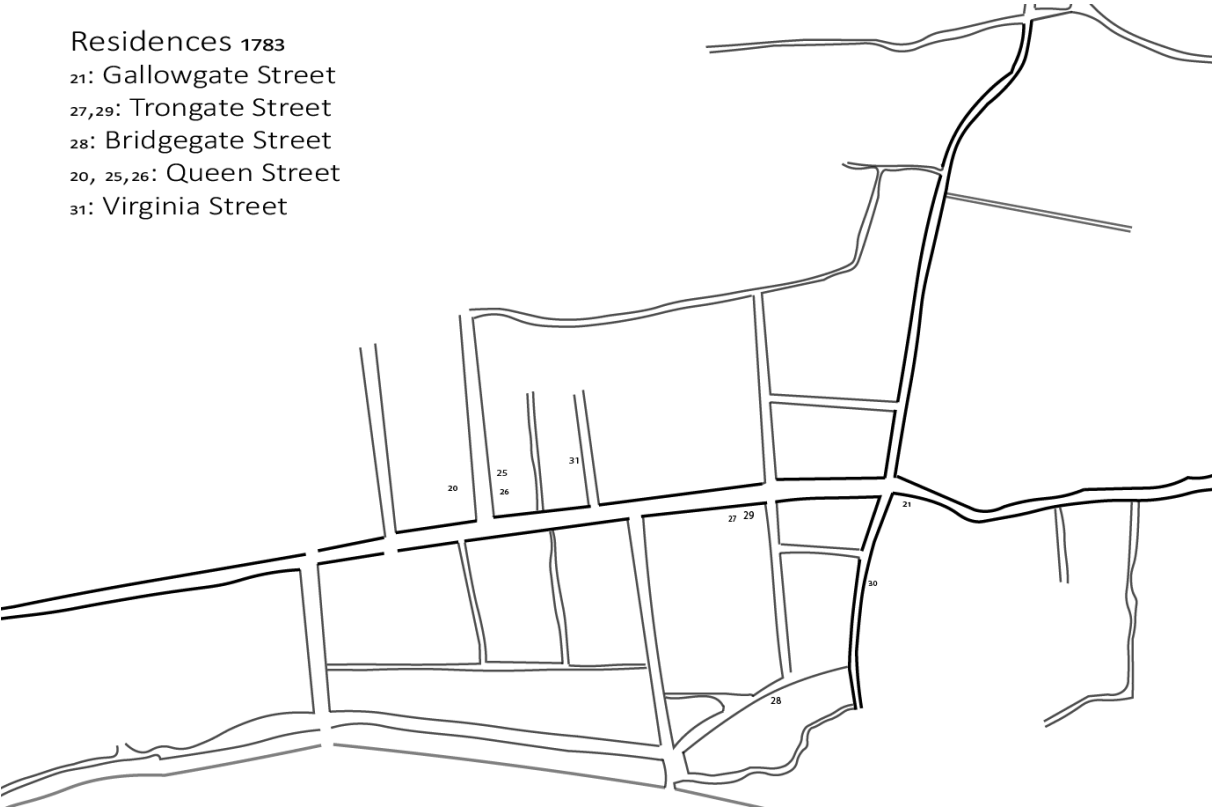 Residences 1783
21: Gallowgate Street
27,29: Trongate Street
28: Bridgegate Street
20, 25,26: Queen Street
31: Virginia Street
31
25
20
26
21
27 29
30
28